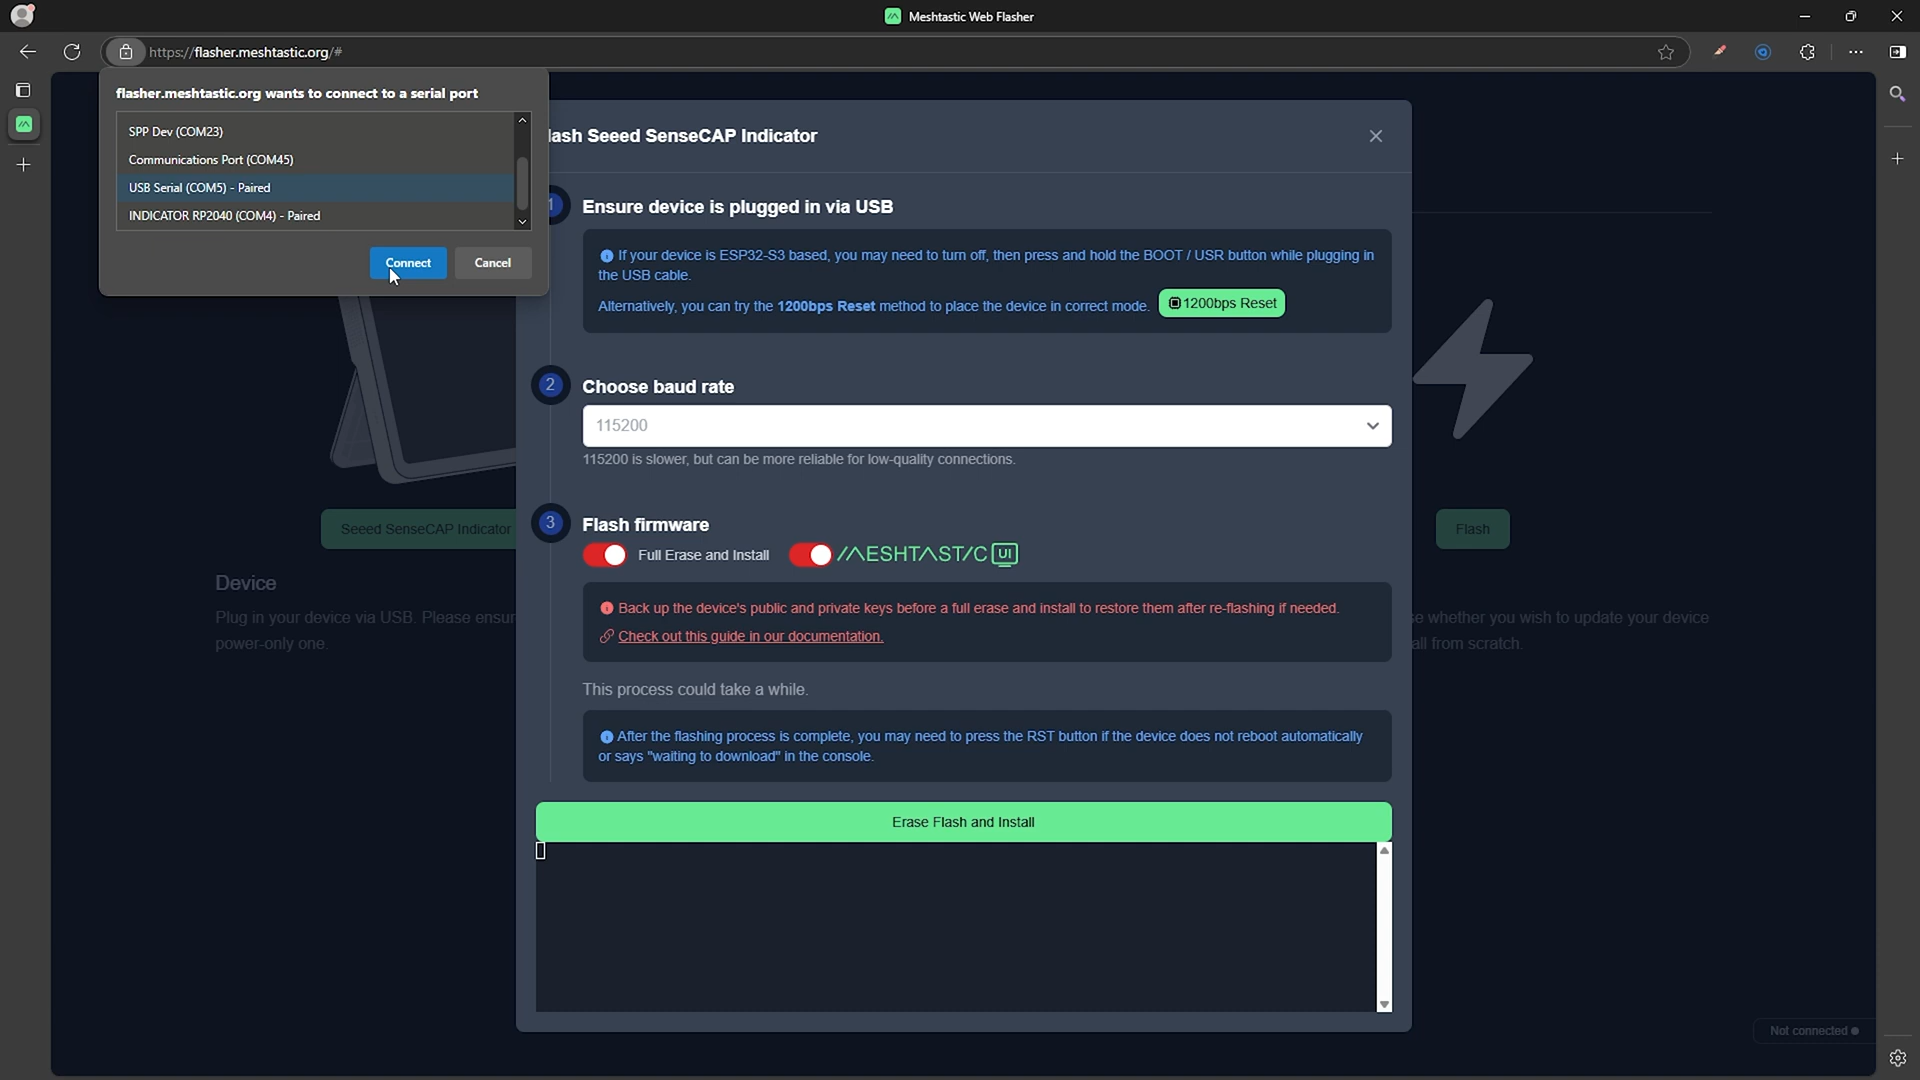 Meshtastic Web Flasher
https://flasher.meshtastic.org/#
flasher.meshtastic.org wants to connect to a serial port
SPP Dev (COM23)
Communications Port (COM45)
USB Serial (COM5) - Paired
INDICATOR RP2040 (COM4) - Paired
Connect
Cancel
lash Seeed SenseCAP Indicator
1
Ensure device is plugged in via USB
If your device is ESP32-S3 based, you may need to turn off, then press and hold the BOOT / USR button while plugging in
the USB cable.
Alternatively, you can try the 1200bps Reset method to place the device in correct mode.
1200bps Reset
2
Choose baud rate
115200
115200 is slower, but can be more reliable for low-quality connections.
3
Flash firmware
Full Erase and Install
MESHTASTIC UI
Back up the device's public and private keys before a full erase and install to restore them after re-flashing if needed.
Check out this guide in our documentation.
This process could take a while.
After the flashing process is complete, you may need to press the RST button if the device does not reboot automatically
or says "waiting to download" in the console.
Erase Flash and Install
Seeed SenseCAP Indicator
Device
Plug in your device via USB. Please ensur
power-only one.
Flash
se whether you wish to update your device
all from scratch.
Not connected